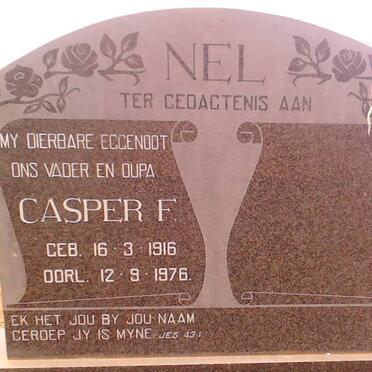 NEL
TER GEDAGTENIS AAN
MY DIERBARE EGGENOOT
ONS VADER EN OUPA
CASPER F.
GEB. 16·3·1916
OORL. 12·9·1976.
EK HET JOU BY JOU NAAM
GEROEP JY IS MYNE JES 43:1